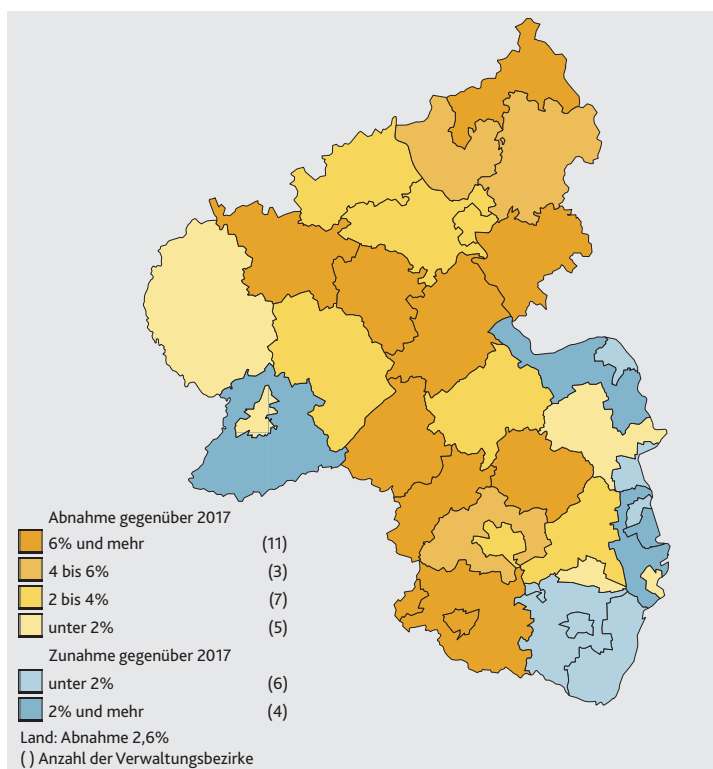 Abnahme gegenüber 2017
6% und mehr (11)
4 bis 6% (3)
2 bis 4% (7)
unter 2% (5)
Zunahme gegenüber 2017
unter 2% (6)
2% und mehr (4)
Land: Abnahme 2,6%
( ) Anzahl der Verwaltungsbezirke